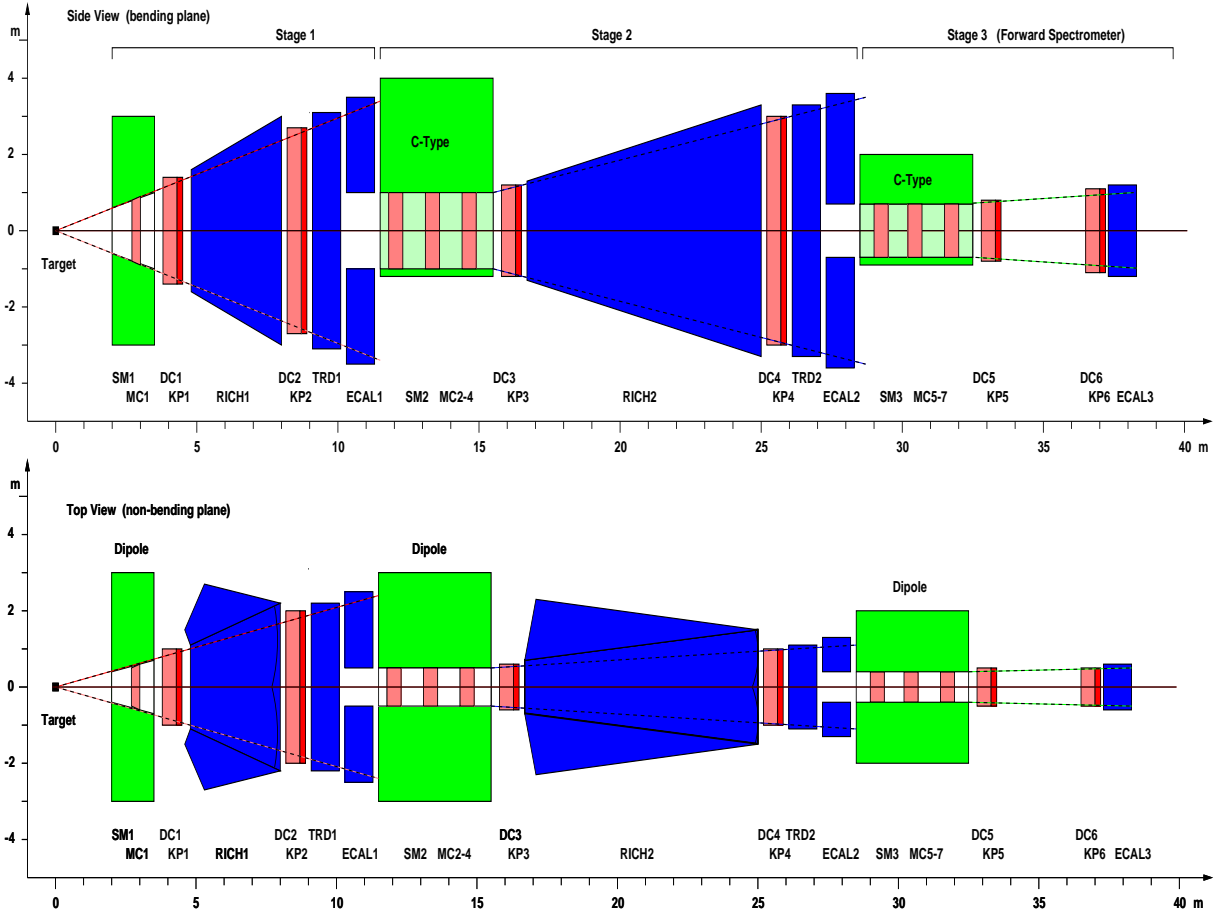 Side View (bending plane)
m
Stage 1
Stage 2
Stage 3 (Forward Spectrometer)
4
2
0
-2
-4
C-Type
C-Type
Target
SM1
DC1
DC2
TRD1
DC3
DC4
TRD2
DC5
DC6
MC1
KP1
RICH1
KP2
ECAL1
SM2
MC2-4
KP3
RICH2
KP4
ECAL2
SM3
MC5-7
KP5
KP6
ECAL3
0
5
10
15
20
25
30
35
40
m
m
Top View (non-bending plane)
4
2
0
-2
-4
Dipole
Dipole
Dipole
Target
SM1
DC1
DC2
TRD1
DC3
DC4
TRD2
DC5
DC6
MC1
KP1
RICH1
KP2
ECAL1
SM2
MC2-4
KP3
RICH2
KP4
ECAL2
SM3
MC5-7
KP5
KP6
ECAL3
0
5
10
15
20
25
30
35
40
m